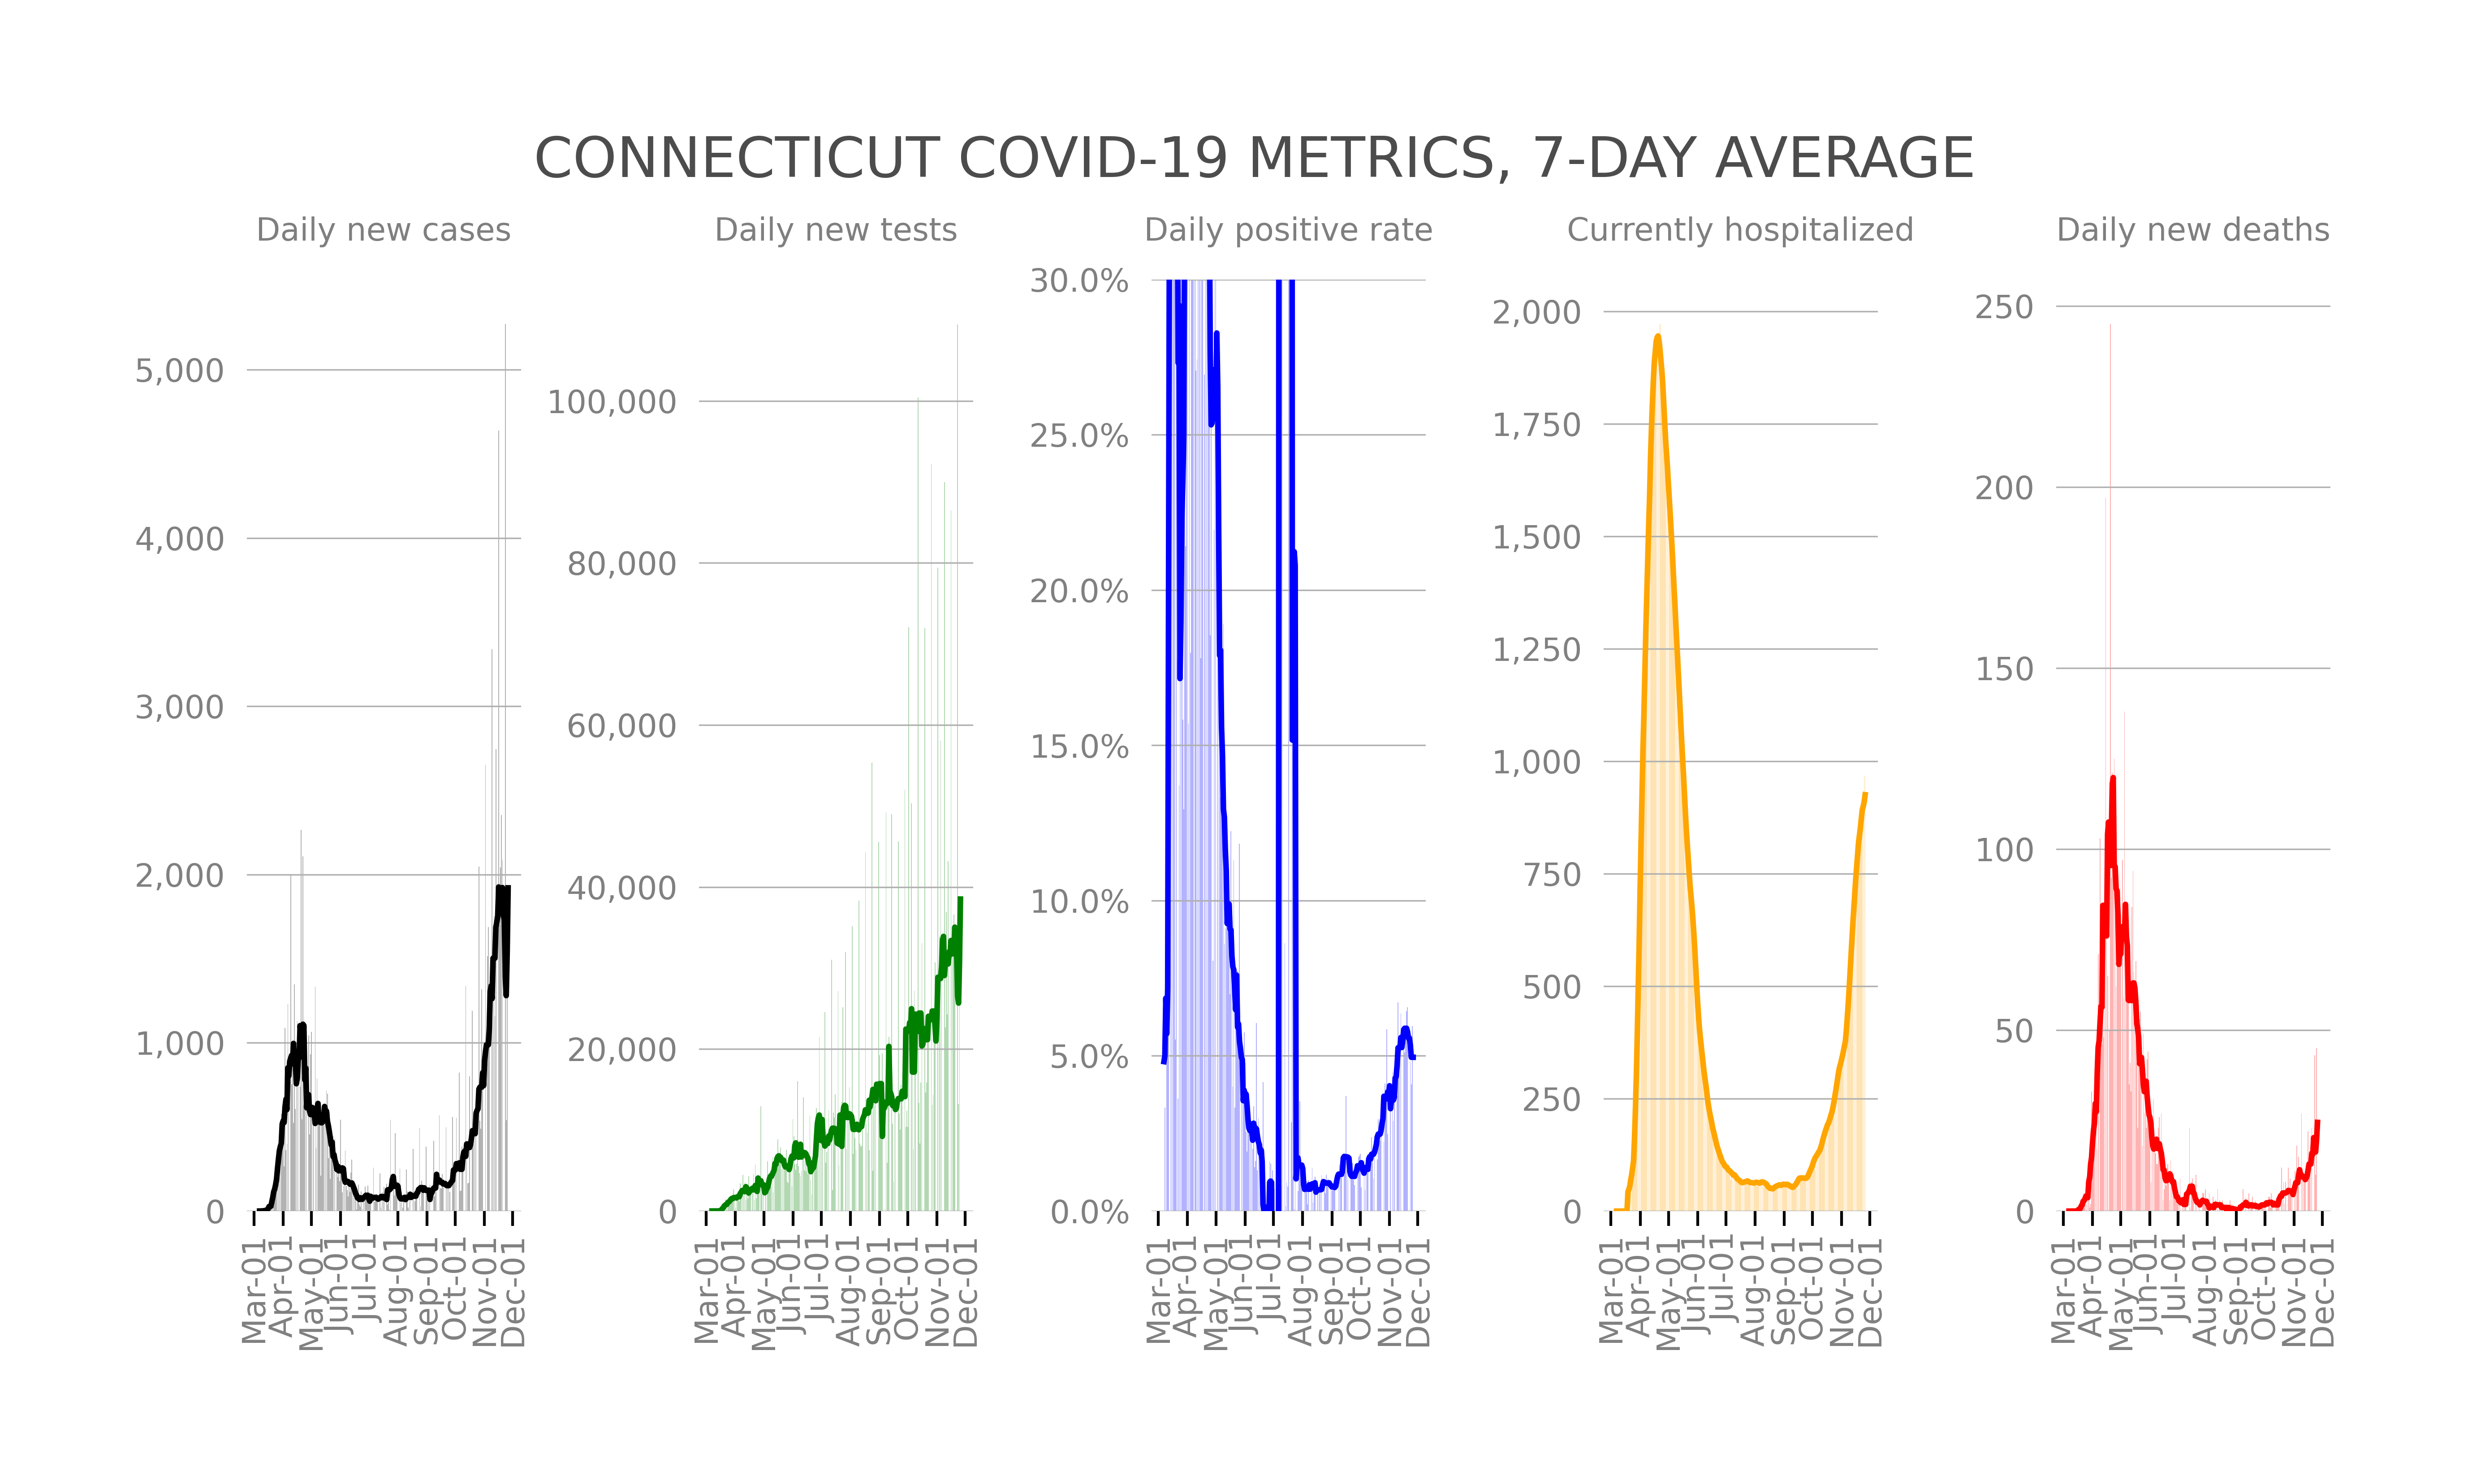 CONNECTICUT COVID-19 METRICS, 7-DAY AVERAGE
Daily new cases
5,000
4,000
3,000
2,000
1,000
0
Mar-01
Apr-01
May-01
Jun-01
Jul-01
Aug-01
Sep-01
Oct-01
Nov-01
Dec-01
Daily new tests
100,000
80,000
60,000
40,000
20,000
0
Mar-01
Apr-01
May-01
Jun-01
Jul-01
Aug-01
Sep-01
Oct-01
Nov-01
Dec-01
Daily positive rate
30.0%
25.0%
20.0%
15.0%
10.0%
5.0%
0.0%
Mar-01
Apr-01
May-01
Jun-01
Jul-01
Aug-01
Sep-01
Oct-01
Nov-01
Dec-01
Currently hospitalized
2,000
1,750
1,500
1,250
1,000
750
500
250
0
Mar-01
Apr-01
May-01
Jun-01
Jul-01
Aug-01
Sep-01
Oct-01
Nov-01
Dec-01
Daily new deaths
250
200
150
100
50
0
Mar-01
Apr-01
May-01
Jun-01
Jul-01
Aug-01
Sep-01
Oct-01
Nov-01
Dec-01